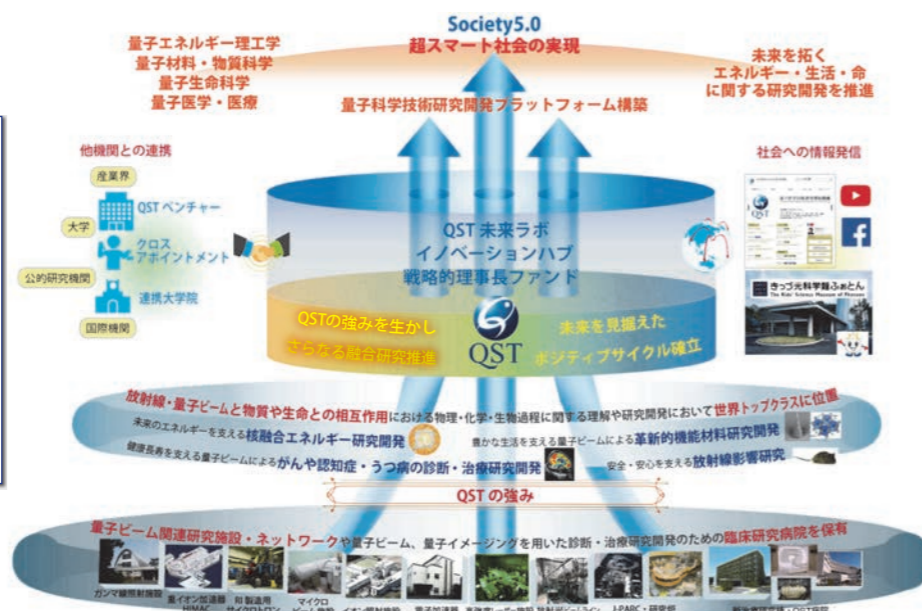 Society5.0
超スマート社会の実現
量子エネルギー理工学
量子材料・物質科学
量子生命科学
量子医学・医療
未来を拓く
エネルギー・生活・命
に関する研究開発を推進
量子科学技術研究開発プラットフォーム構築
他機関との連携
産業界
QST ベンチャー
大学
クロス
アポイントメント
公的研究機関
連携大学院
国際機関
社会への情報発信
QST
きっづ光科学館ふぉとん
The Kids' Science Museum of Photons
QST 未来ラボ
イノベーションハブ
戦略的理事長ファンド
QSTの強みを生かし
さらなる融合研究推進
QST
未来を見据えた
ポジティブサイクル確立
放射線・量子ビームと物質や生命との相互作用における物理・化学・生物過程に関する理解や研究開発において世界トップクラスに位置
未来のエネルギーを支える核融合エネルギー研究開発
豊かな生活を支える量子ビームによる革新的機能材料研究開発
健康長寿を支える量子ビームによるがんや認知症・うつ病の診断・治療研究開発
安全・安心を支える放射線影響研究
QST の強み
量子ビーム関連研究施設・ネットワークや量子ビーム、量子イメージングを用いた診断・治療研究開発のための臨床研究病院を保有
ガンマ線照射施設
重イオン加速器
HIMAC
RI 製造用
サイクロトロン
マイクロ